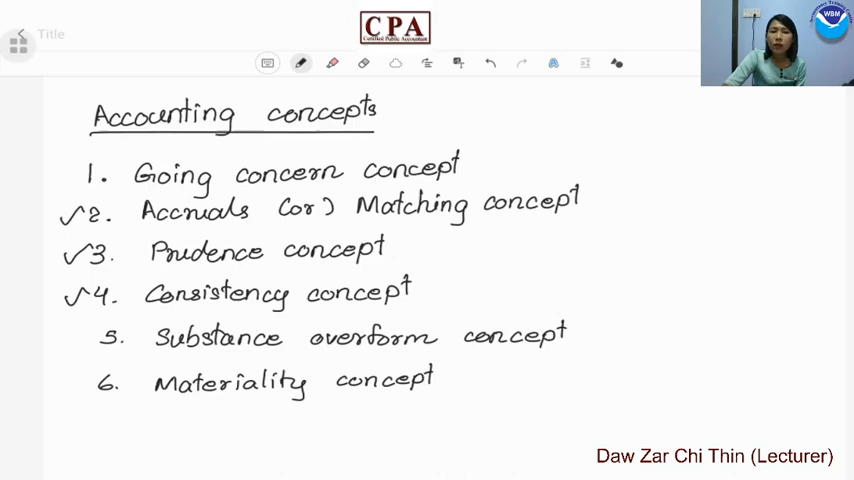 Title
CPA
Certified Public Accountant
WBM
Accounting concepts
1. Going concern concept
✓2. Accruals (or) Matching concept
✓3. Prudence concept
✓4. Consistency concept
5. Substance overform concept
6. Materiality concept
Daw Zar Chi Thin (Lecturer)